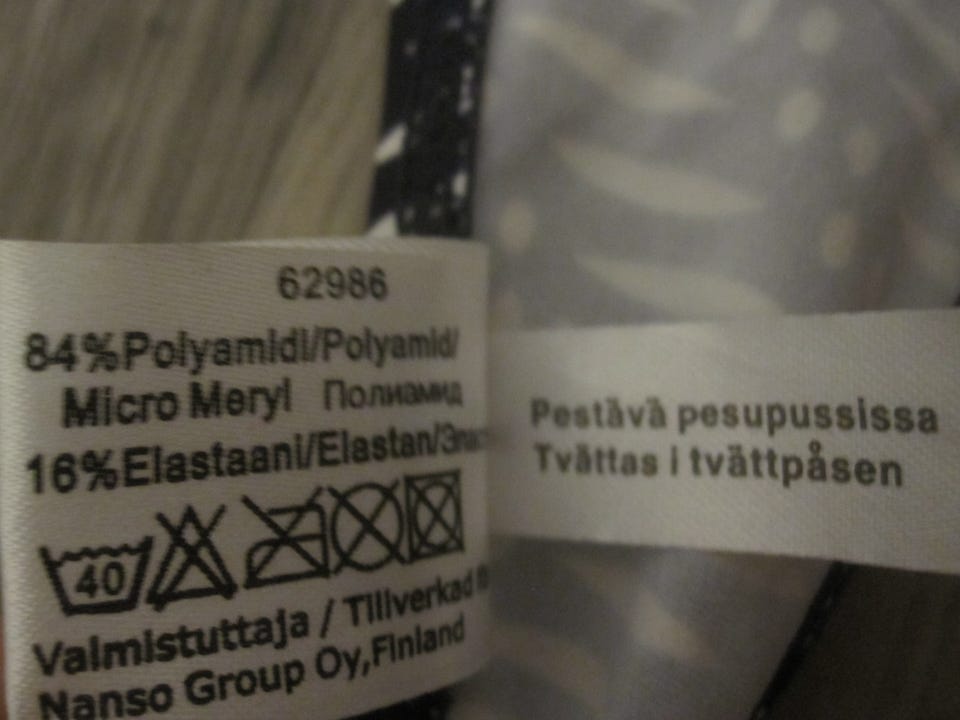 62986
84%Polyamidi/Polyamid/
Micro Meryl Полиамид
16%Elastaani/Elastan/
40
Valmistuttaja / Tillverkad
Nanso Group Oy,Finland
Pestävä pesupussissa
Tvättas i tvättpåsen